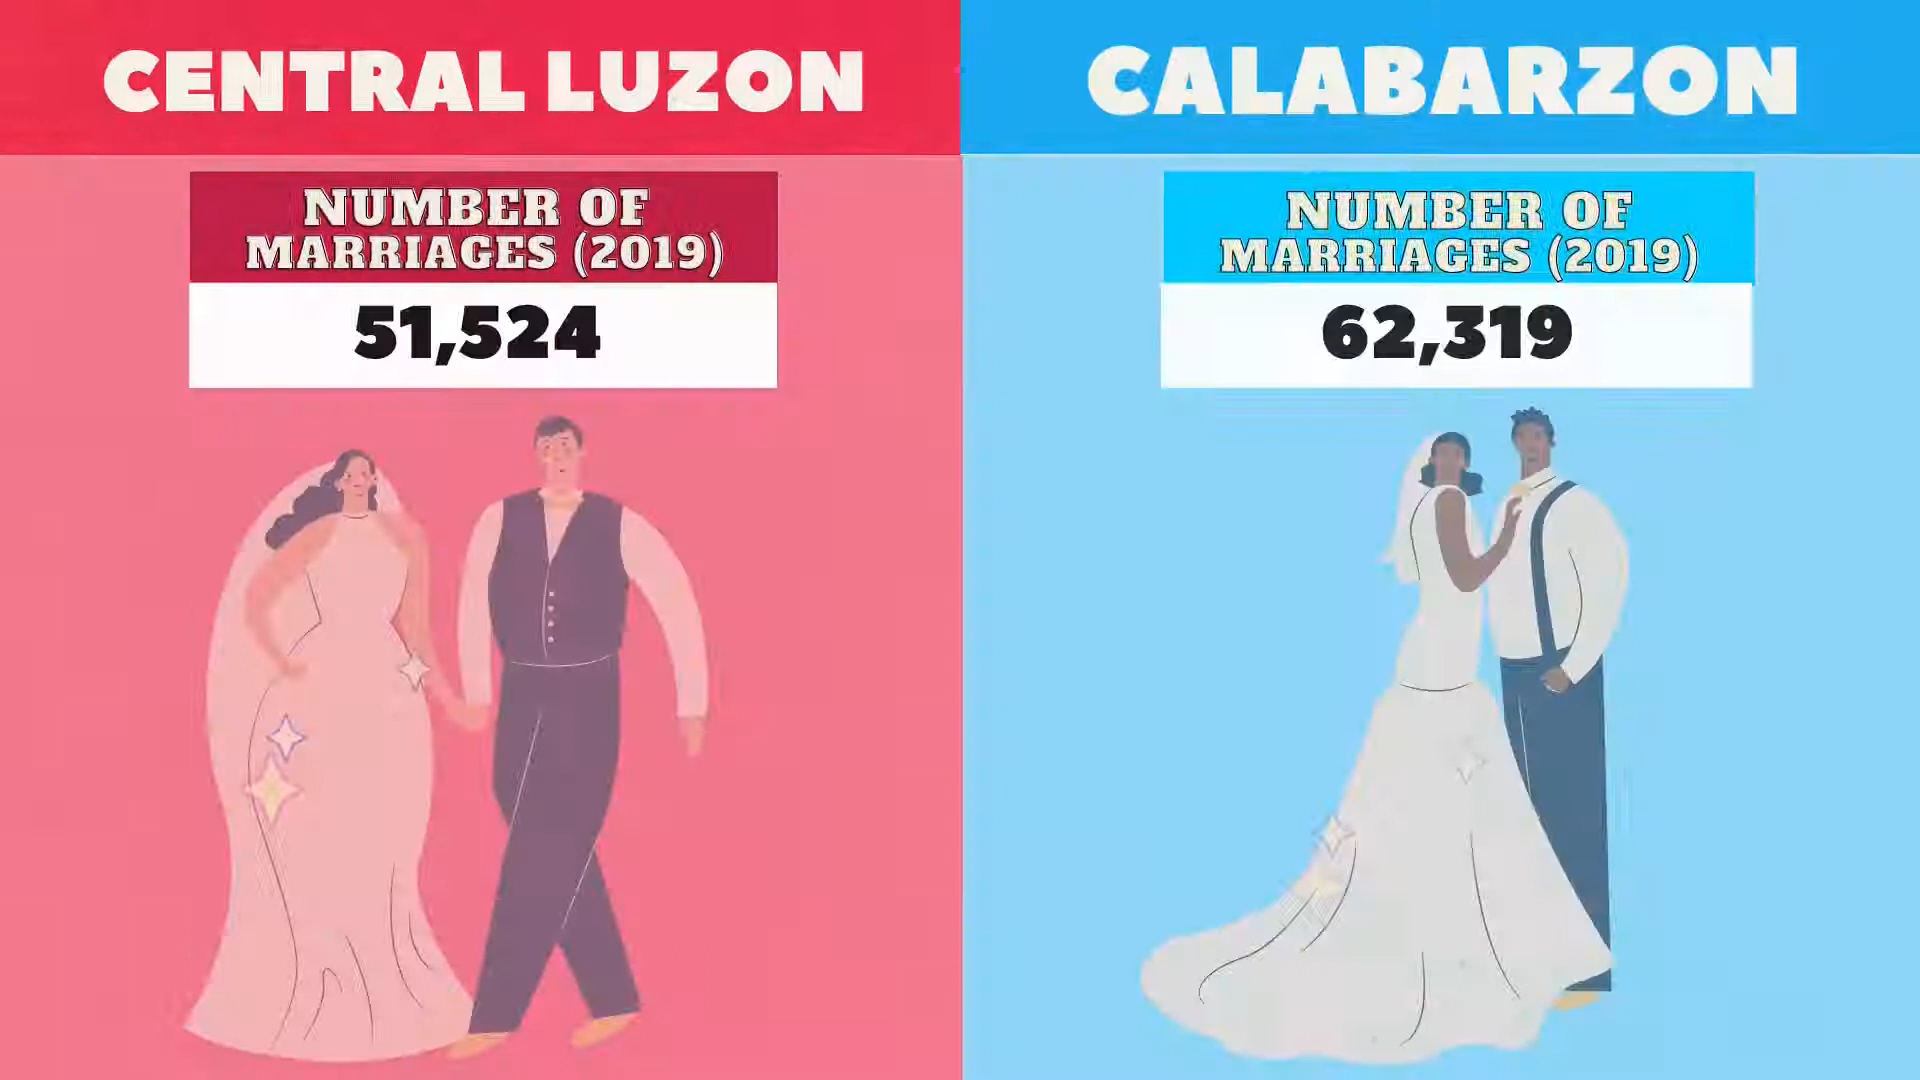 CENTRAL LUZON
NUMBER OF
MARRIAGES (2019)
51,524
CALABARZON
NUMBER OF
MARRIAGES (2019)
62,319